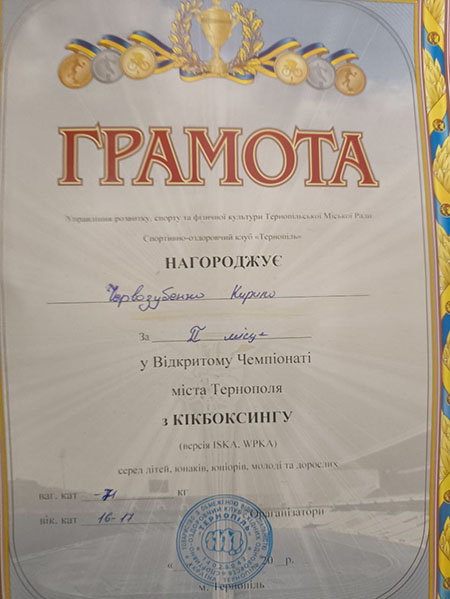 ГРАМОТА
Управління розвитку, спорту та фізичної культури Тернопільської Міської Ради
Спортивно-оздоровчий клуб «Тернопіль»
НАГОРОДЖУЄ
Кирило
За II місце
у Відкритому Чемпіонаті
міста Тернополя
з КІКБОКСИНГУ
(версія ISKA, WPKA)
серед дітей, юнаків, юніорів, молоді та дорослих
ваг. кат -71 кг
вік. кат 16-17 Організатори
ТЕРНОПІЛЬ
« 20 р.
м. Тернопіль